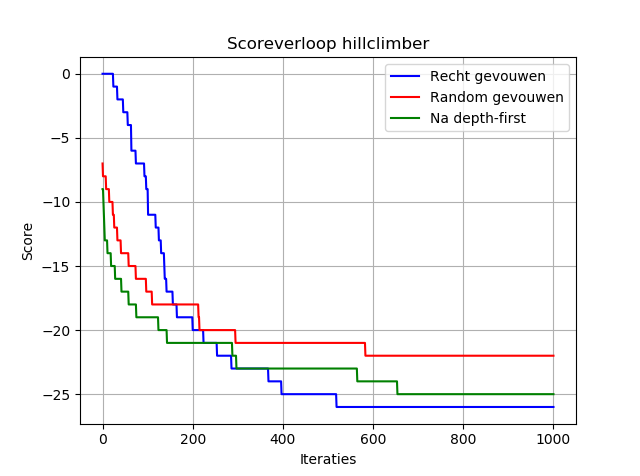 Scoreverloop hillclimber
Recht gevouwen
Random gevouwen
Na depth-first
Score
0
−5
−10
−15
−20
−25
0 200 400 600 800 1000
Iteraties